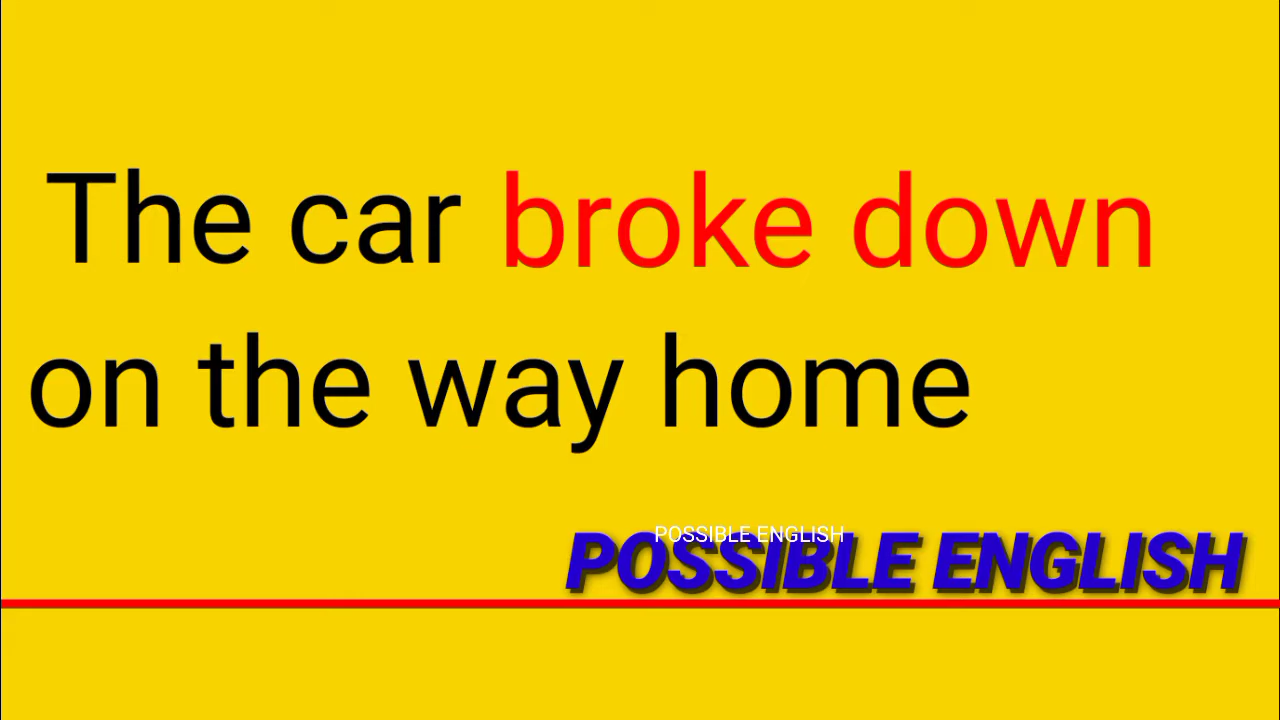 The car broke down
on the way home
POSSIBLE ENGLISH
POSSIBLE ENGLISH